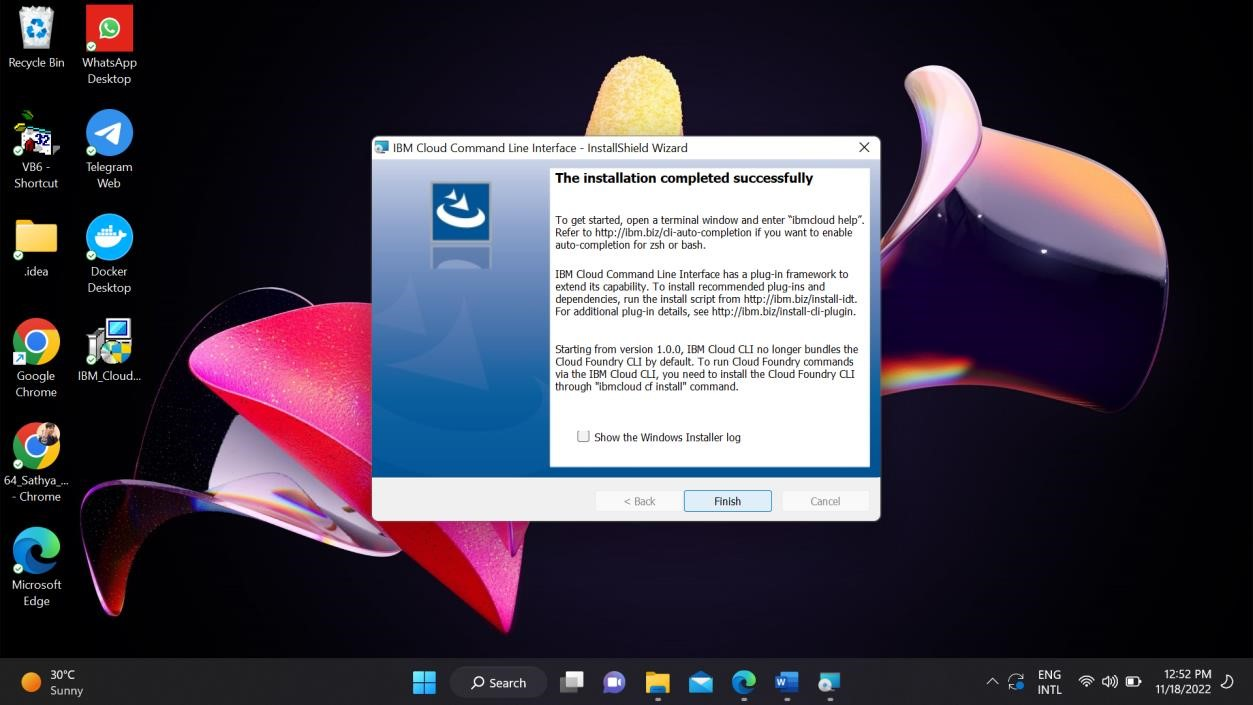 Recycle Bin
WhatsApp
Desktop
VB6 -
Shortcut
32
Telegram
Web
.idea
Docker
Desktop
Google
Chrome
IBM_Cloud...
64_Sathya_...
- Chrome
Microsoft
Edge
IBM Cloud Command Line Interface - InstallShield Wizard
The installation completed successfully
To get started, open a terminal window and enter “ibmcloud help”.
Refer to http://ibm.biz/cli-auto-completion if you want to enable
auto-completion for zsh or bash.
IBM Cloud Command Line Interface has a plug-in framework to
extend its capability. To install recommended plug-ins and
dependencies, run the install script from http://ibm.biz/install-idt.
For additional plug-in details, see http://ibm.biz/install-cli-plugin.
Starting from version 1.0.0, IBM Cloud CLI no longer bundles the
Cloud Foundry CLI by default. To run Cloud Foundry commands
via the IBM Cloud CLI, you need to install the Cloud Foundry CLI
through "ibmcloud cf install" command.
Show the Windows Installer log
< Back
Finish
Cancel
30°C
Sunny
Search
W
ENG
INTL
12:52 PM
11/18/2022